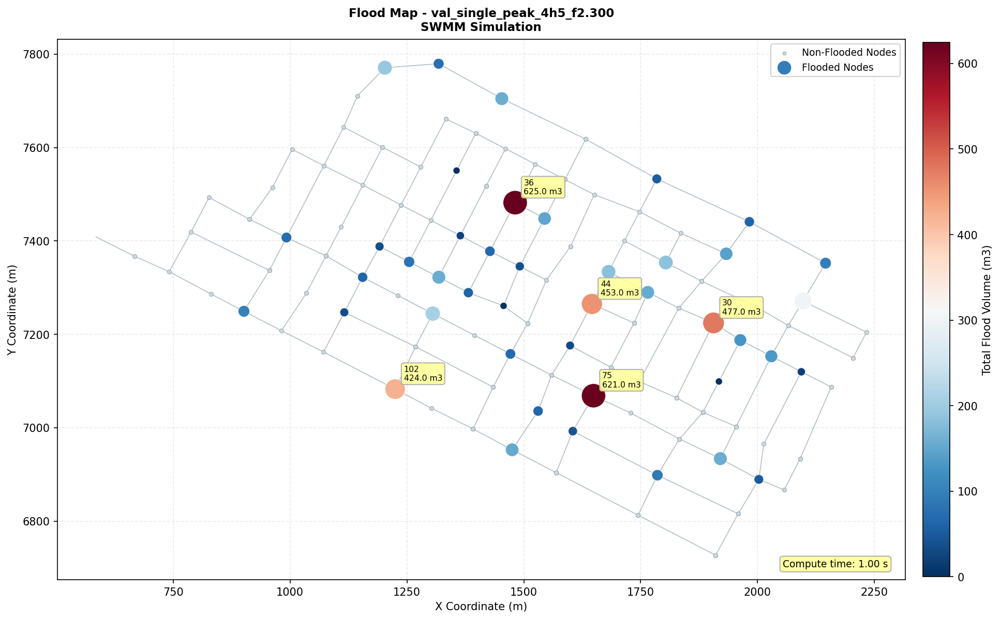 Flood Map - val_single_peak_4h5_f2.300
SWMM Simulation
Non-Flooded Nodes
Flooded Nodes
Y Coordinate (m)
7800
7600
7400
7200
7000
6800
36
625.0 m3
44
453.0 m3
30
477.0 m3
102
424.0 m3
75
621.0 m3
Compute time: 1.00 s
750
1000
1250
1500
1750
2000
2250
X Coordinate (m)
600
500
400
300
200
100
0
Total Flood Volume (m3)